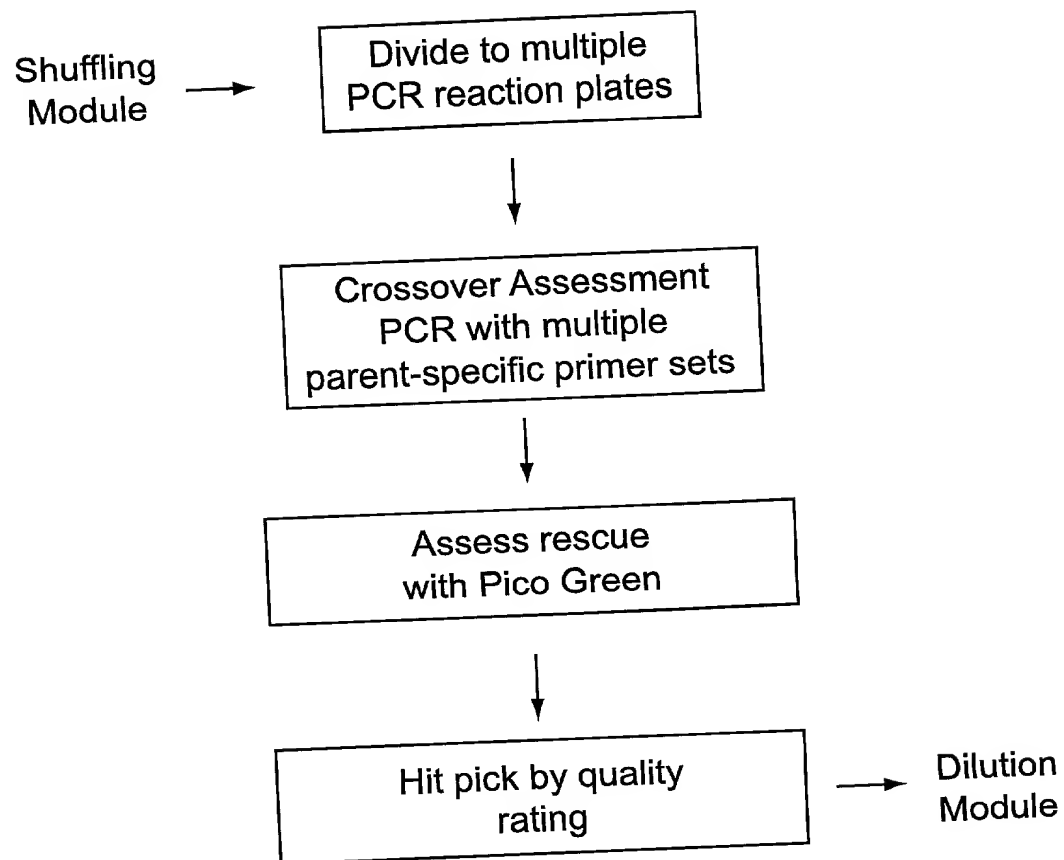 Shuffling
Module
Divide to multiple
PCR reaction plates
Crossover Assessment
PCR with multiple
parent-specific primer sets
Assess rescue
with Pico Green
Hit pick by quality
rating
Dilution
Module